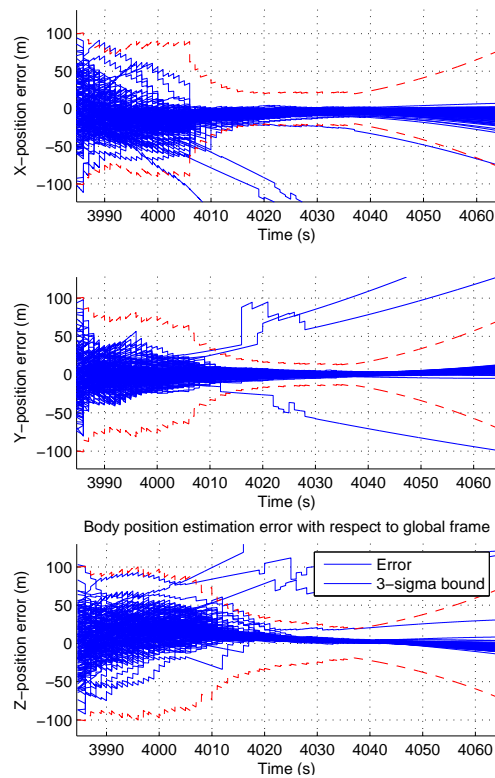 100
50
0
−50
−100
X−position error (m)
3990 4000 4010 4020 4030 4040 4050 4060
Time (s)
100
50
0
−50
−100
Y−position error (m)
3990 4000 4010 4020 4030 4040 4050 4060
Time (s)
Body position estimation error with respect to global frame
100
50
0
−50
−100
Z−position error (m)
Error
3−sigma bound
3990 4000 4010 4020 4030 4040 4050 4060
Time (s)